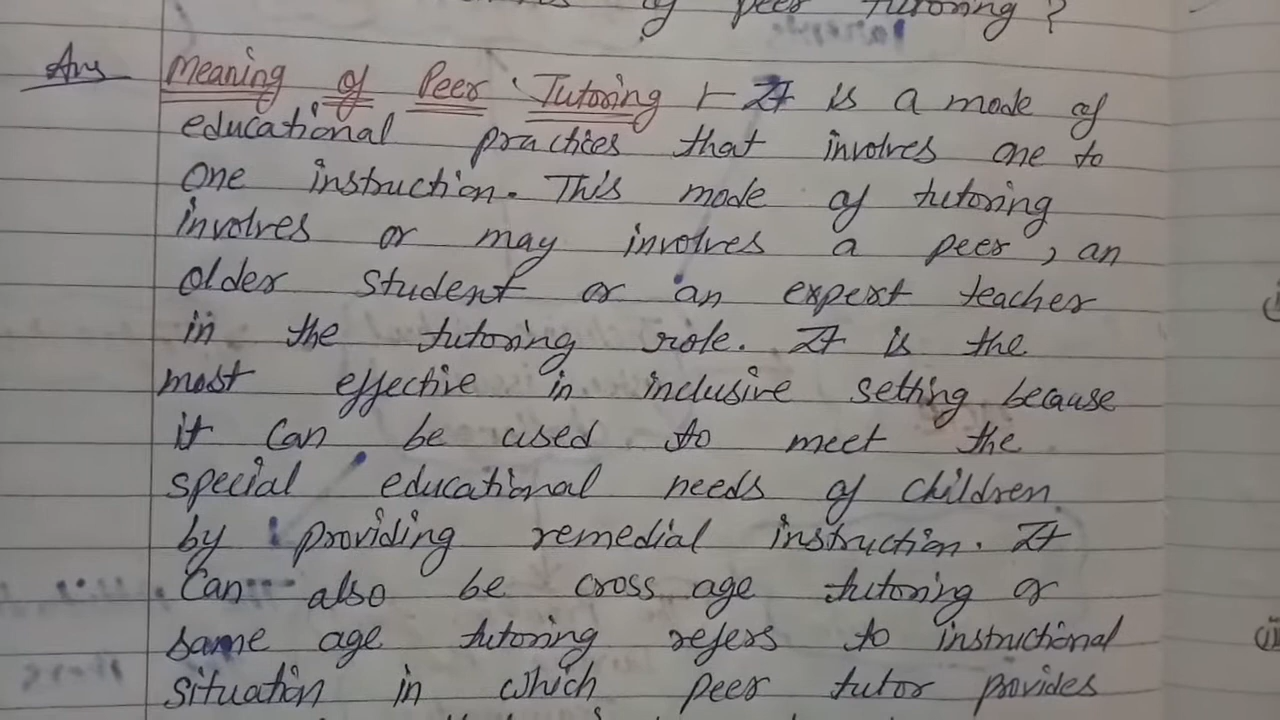 of peer tutoring ?
Ans Meaning of Peer Tutoring :- It is a mode of
educational practices that involves one to
one instruction. This mode of tutoring
involves or may involves a peer, an
older student or an expert teacher
in the tutoring role. It is the
most effective in inclusive setting because
it can be used to meet the
special educational needs of children
by providing remedial instruction. It
Can also be cross age tutoring or
same age tutoring refers to instructional
situation in which peer tutor provides